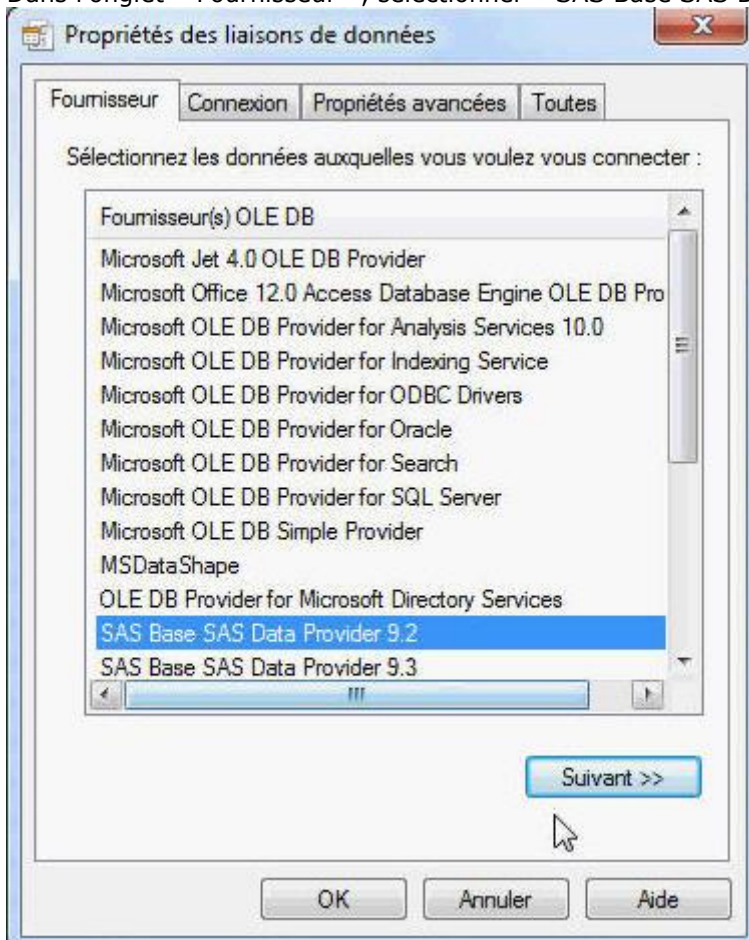 Propriétés des liaisons de données
Fournisseur Connexion Propriétés avancées Toutes
Sélectionnez les données auxquelles vous voulez vous connecter :
Fournisseur(s) OLE DB
Microsoft Jet 4.0 OLE DB Provider
Microsoft Office 12.0 Access Database Engine OLE DB Pro
Microsoft OLE DB Provider for Analysis Services 10.0
Microsoft OLE DB Provider for Indexing Service
Microsoft OLE DB Provider for ODBC Drivers
Microsoft OLE DB Provider for Oracle
Microsoft OLE DB Provider for Search
Microsoft OLE DB Provider for SQL Server
Microsoft OLE DB Simple Provider
MSDataShape
OLE DB Provider for Microsoft Directory Services
SAS Base SAS Data Provider 9.2
SAS Base SAS Data Provider 9.3
Suivant >>
OK Annuler Aide